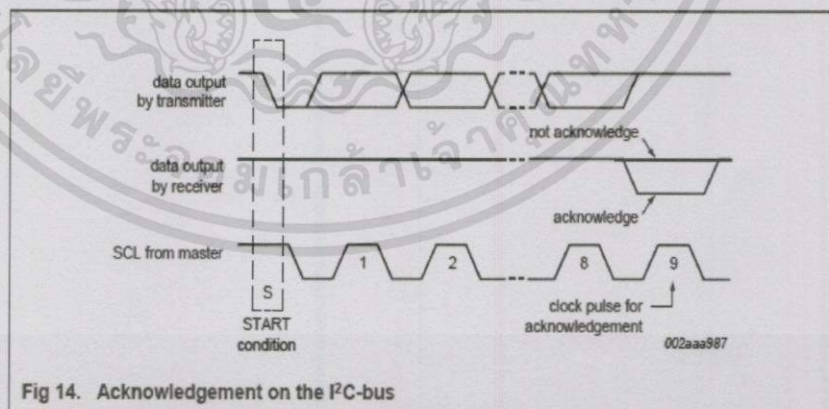 data output
by transmitter
not acknowledge
data output
by receiver
acknowledge
SCL from master
1
2
8
9
S
START
condition
clock pulse for
acknowledgement
002aaa987
Fig 14. Acknowledgement on the I²C-bus